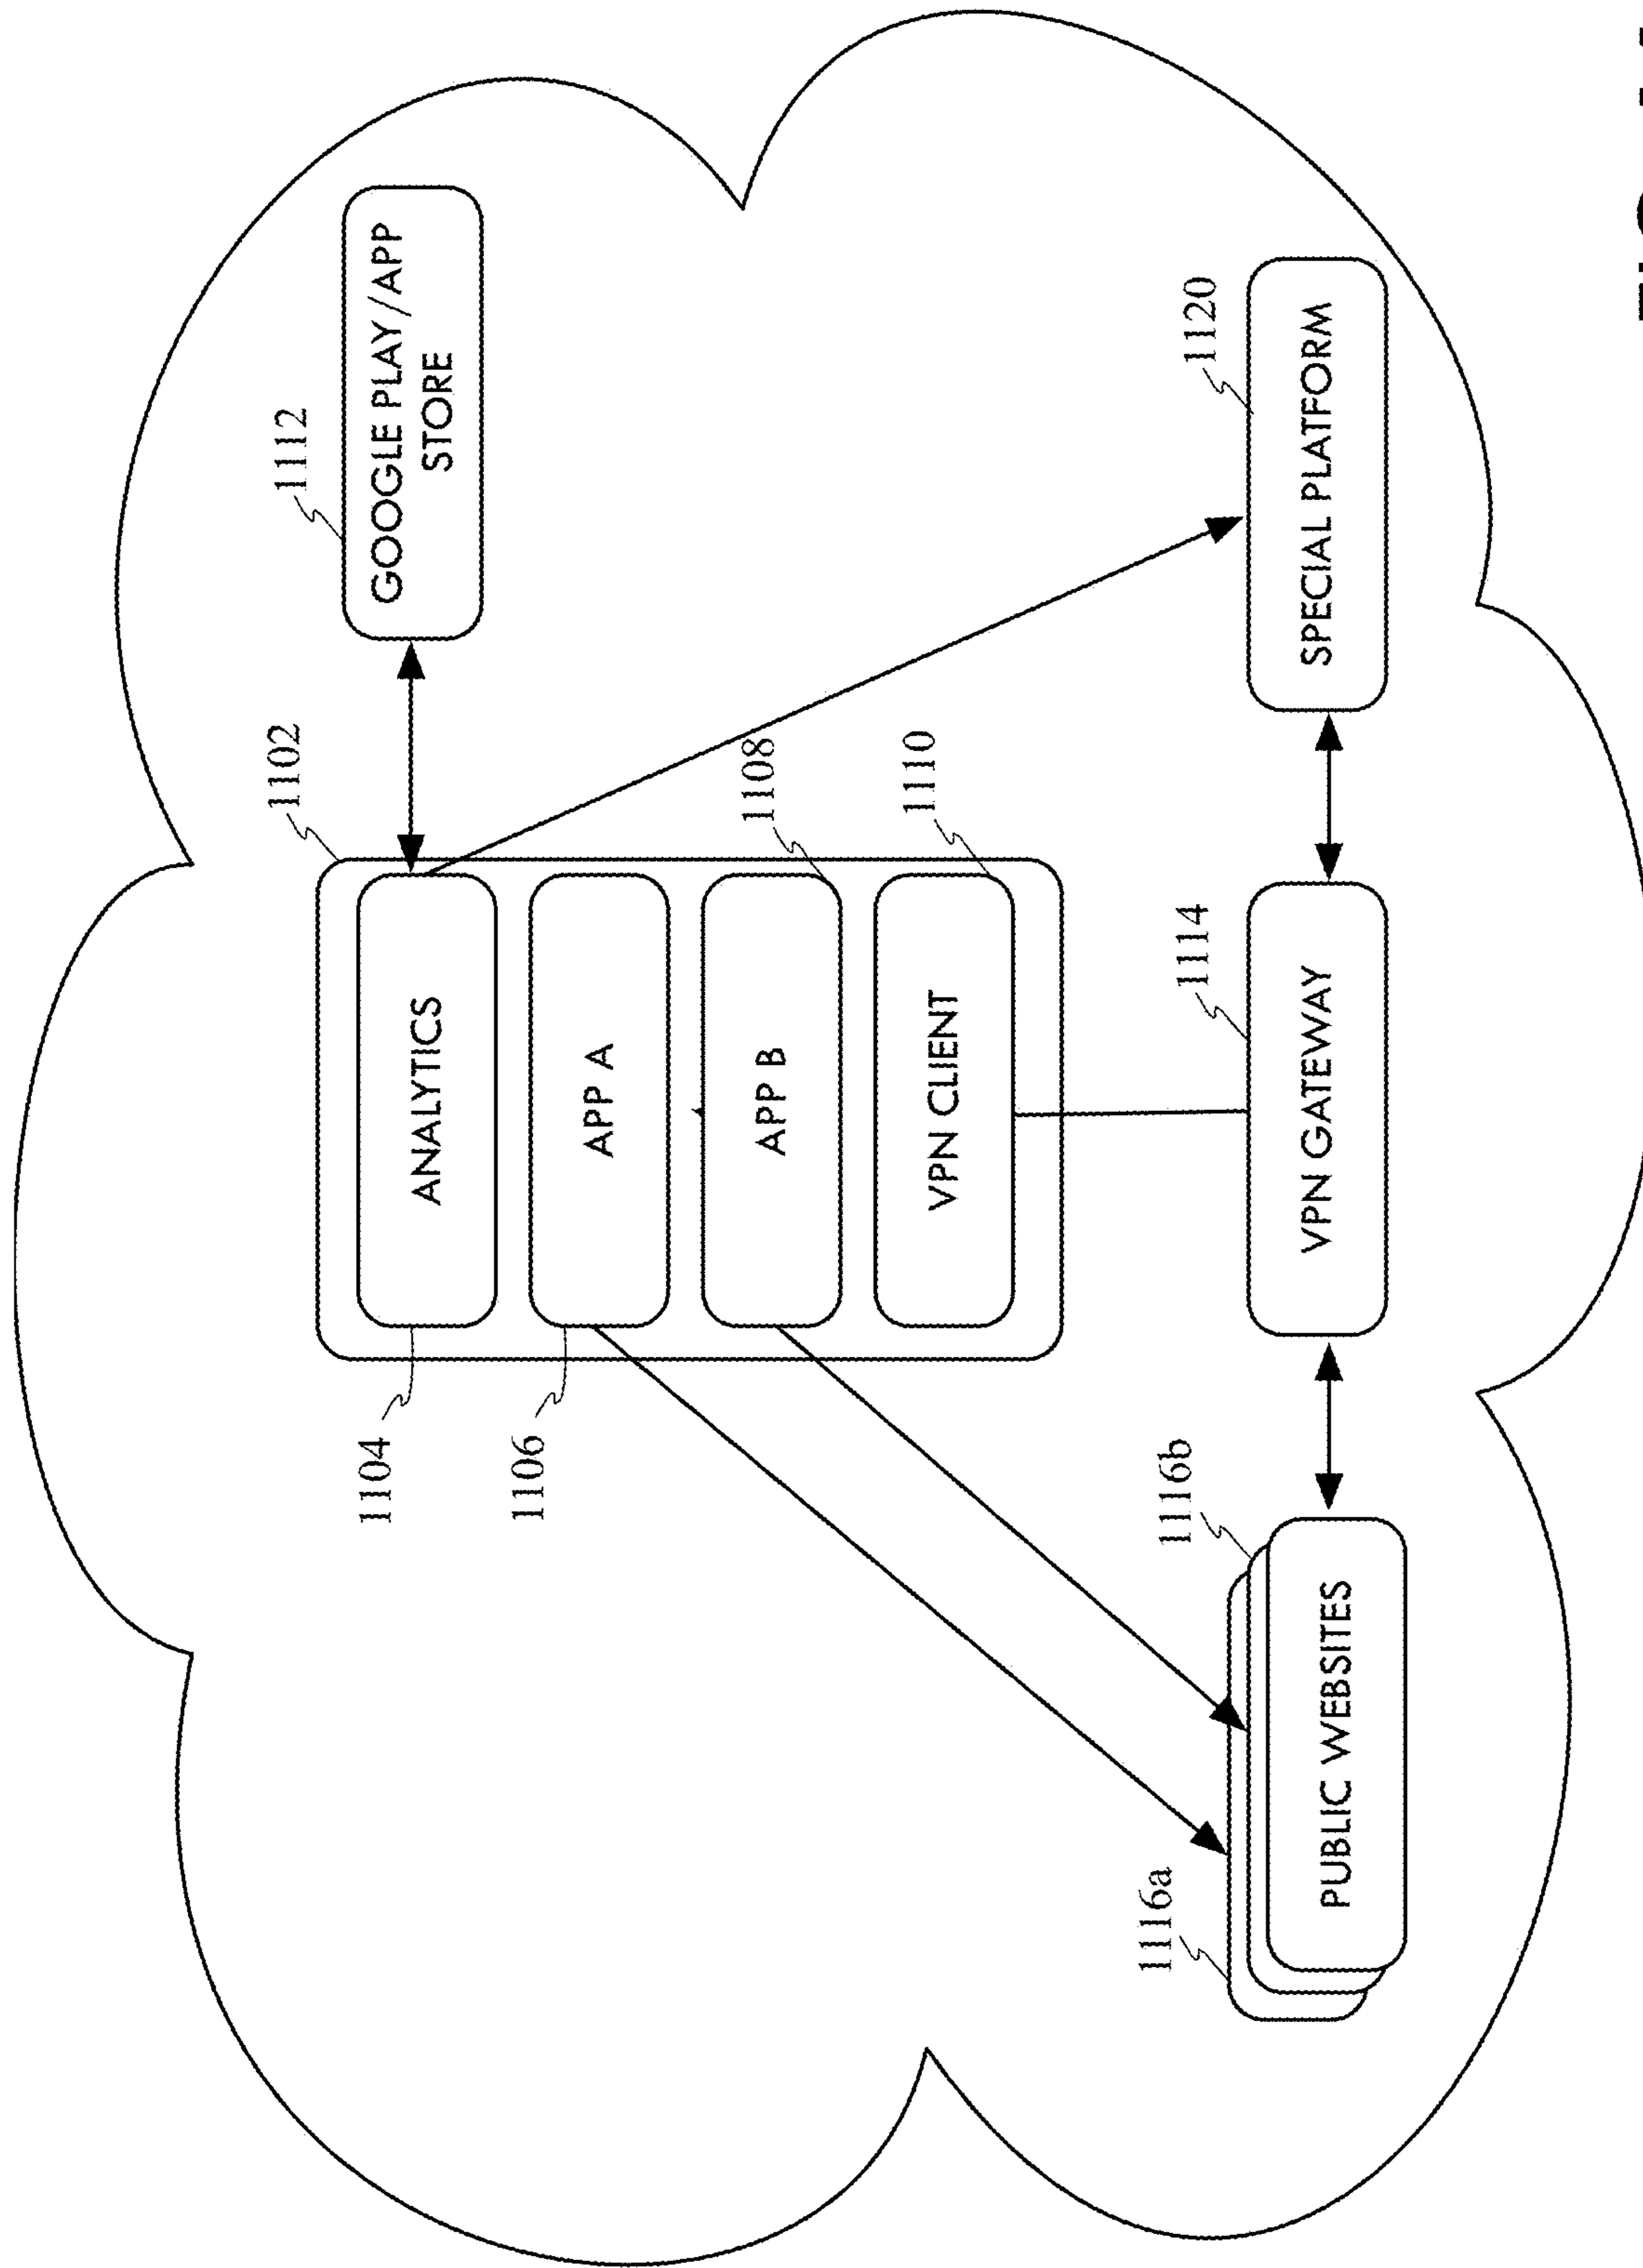 1112
GOOGLE PLAY/APP
STORE
1102
1104
ANALYTICS
1106
APP A
1108
APP B
1110
VPN CLIENT
1116a
1116b
PUBLIC WEBSITES
1114
VPN GATEWAY
1120
SPECIAL PLATFORM